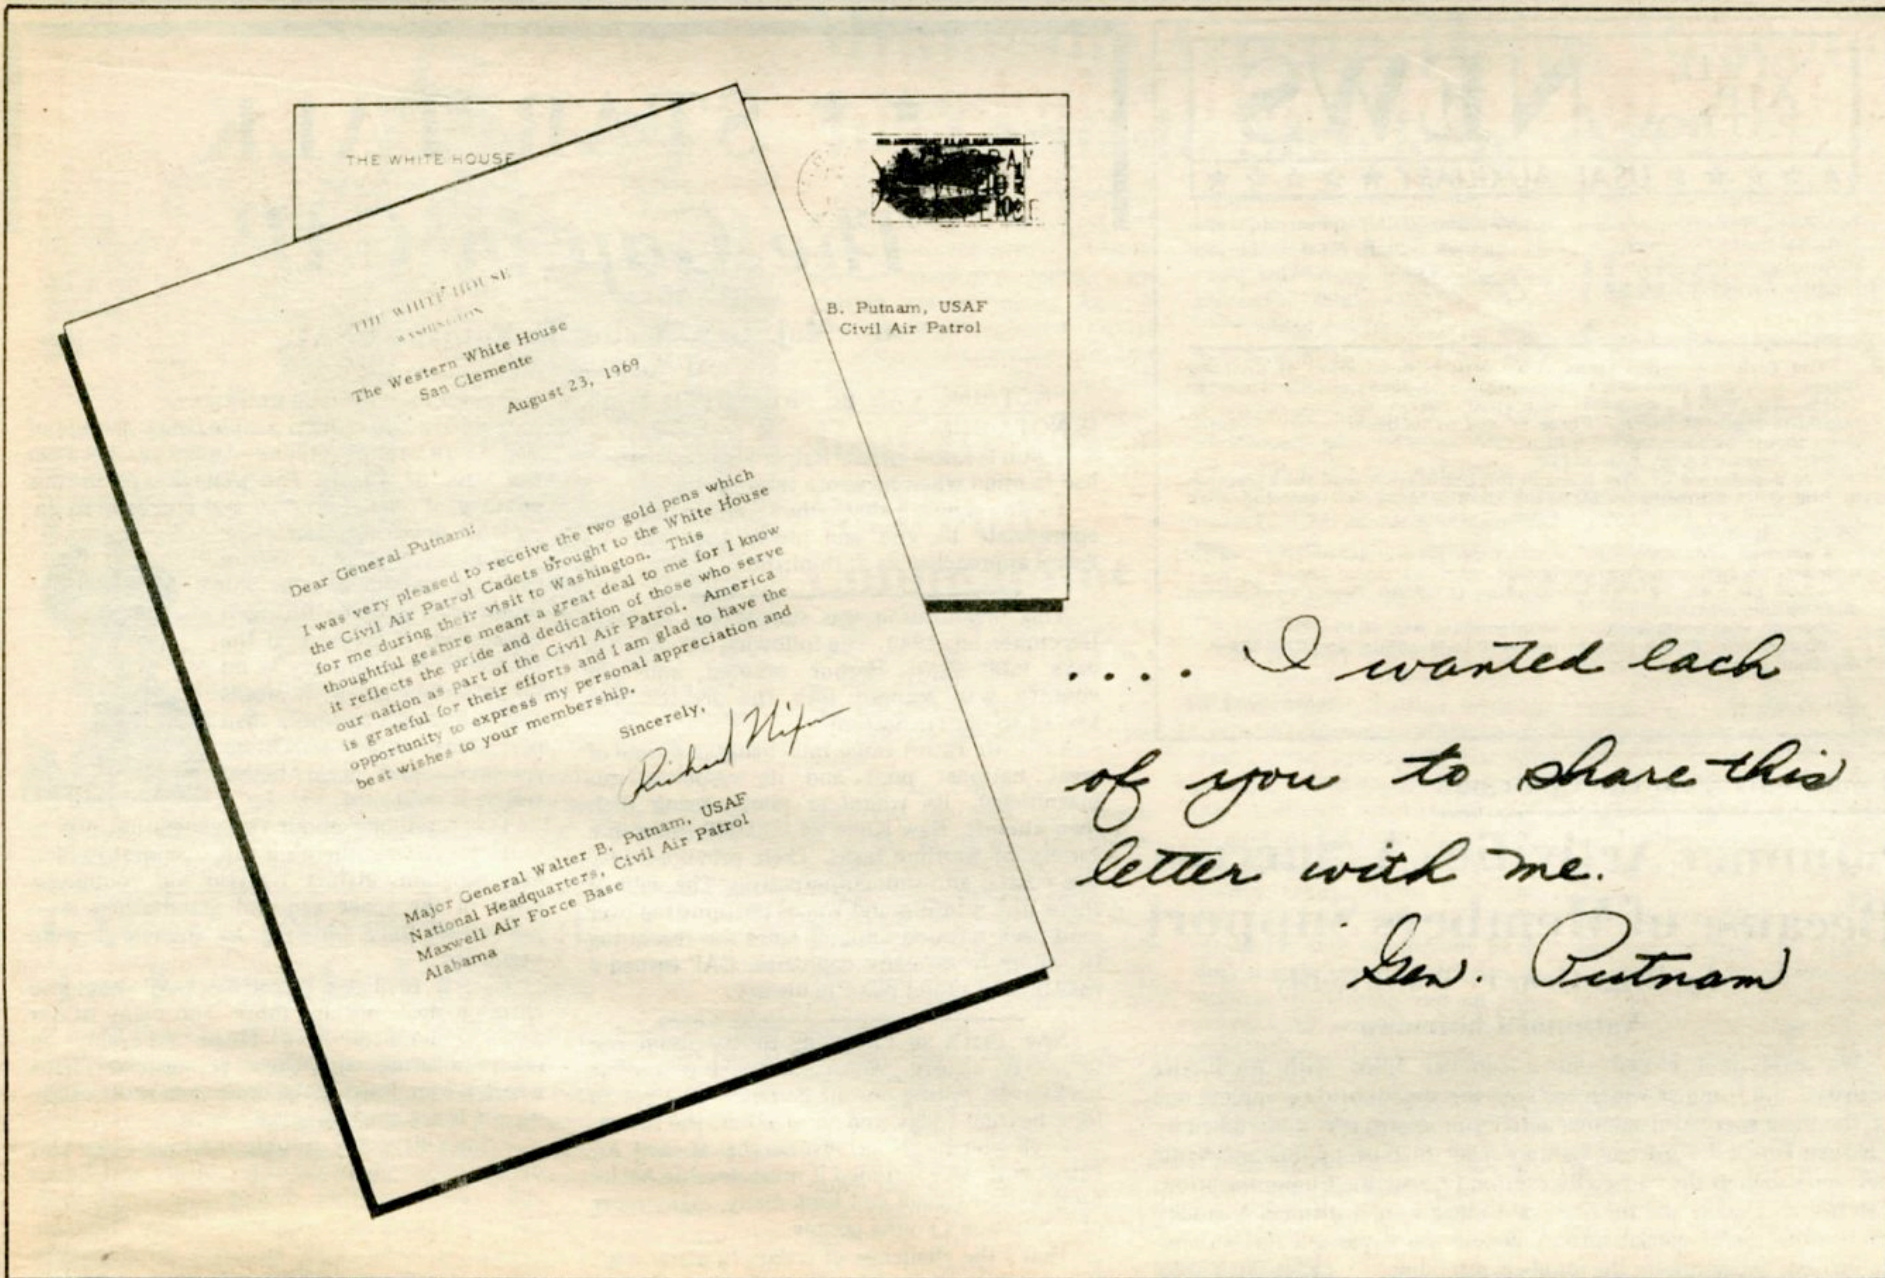 THE WHITE HOUSE
B. Putnam, USAF
Civil Air Patrol
THE WHITE HOUSE
WASHINGTON
The Western White House
San Clemente
August 23, 1969
Dear General Putnam:
I was very pleased to receive the two gold pens which
the Civil Air Patrol Cadets brought to the White House
for me during their visit to Washington. This
thoughtful gesture meant a great deal to me for I know
it reflects the pride and dedication of those who serve
our nation as part of the Civil Air Patrol. America
is grateful for their efforts and I am glad to have the
opportunity to express my personal appreciation and
best wishes to your membership.
Sincerely,
Richard Nixon
Major General Walter B. Putnam, USAF
National Headquarters, Civil Air Patrol
Maxwell Air Force Base
Alabama
.... I wanted each
of you to share this
letter with me.
Gen. Putnam